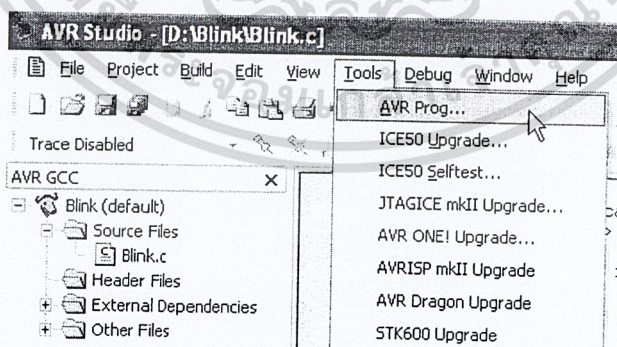 AVR Studio - [D:\Blink\Blink.c]
File Project Build Edit View Tools Debug Window Help
Trace Disabled
AVR GCC
Blink (default)
Source Files
Blink.c
Header Files
External Dependencies
Other Files
AVR Prog...
ICE50 Upgrade...
ICE50 Selftest...
JTAGICE mkII Upgrade...
AVR ONE! Upgrade...
AVRISP mkII Upgrade
AVR Dragon Upgrade
STK600 Upgrade